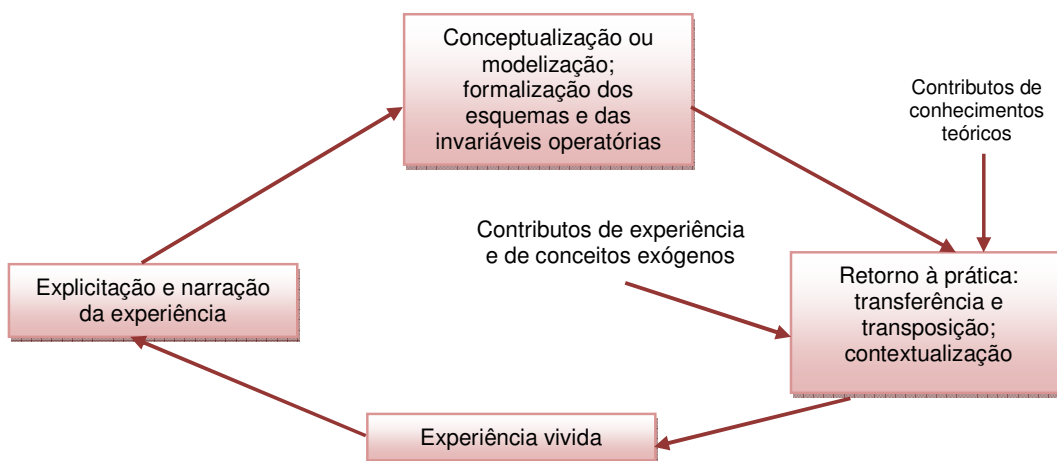 Conceptualização ou
modelização;
formalização dos
esquemas e das
invariáveis operatórias
Contributos de
conhecimentos
teóricos
Contributos de experiência
e de conceitos exógenos
Explicitação e narração
da experiência
Retorno à prática:
transferência e
transposição;
contextualização
Experiência vivida